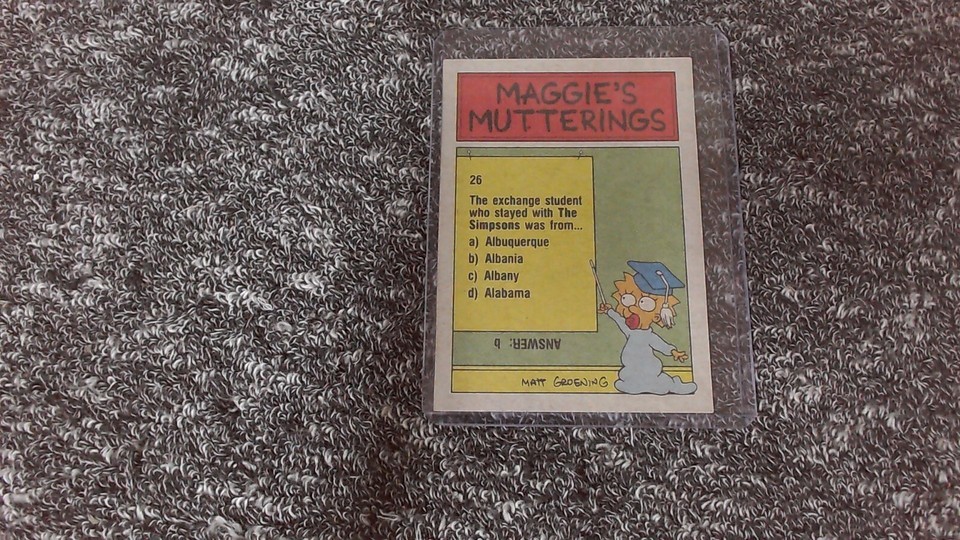 MAGGIE'S
MUTTERINGS
26
The exchange student
who stayed with The
Simpsons was from...
a) Albuquerque
b) Albania
c) Albany
d) Alabama
ANSWER: b
MATT GROENING